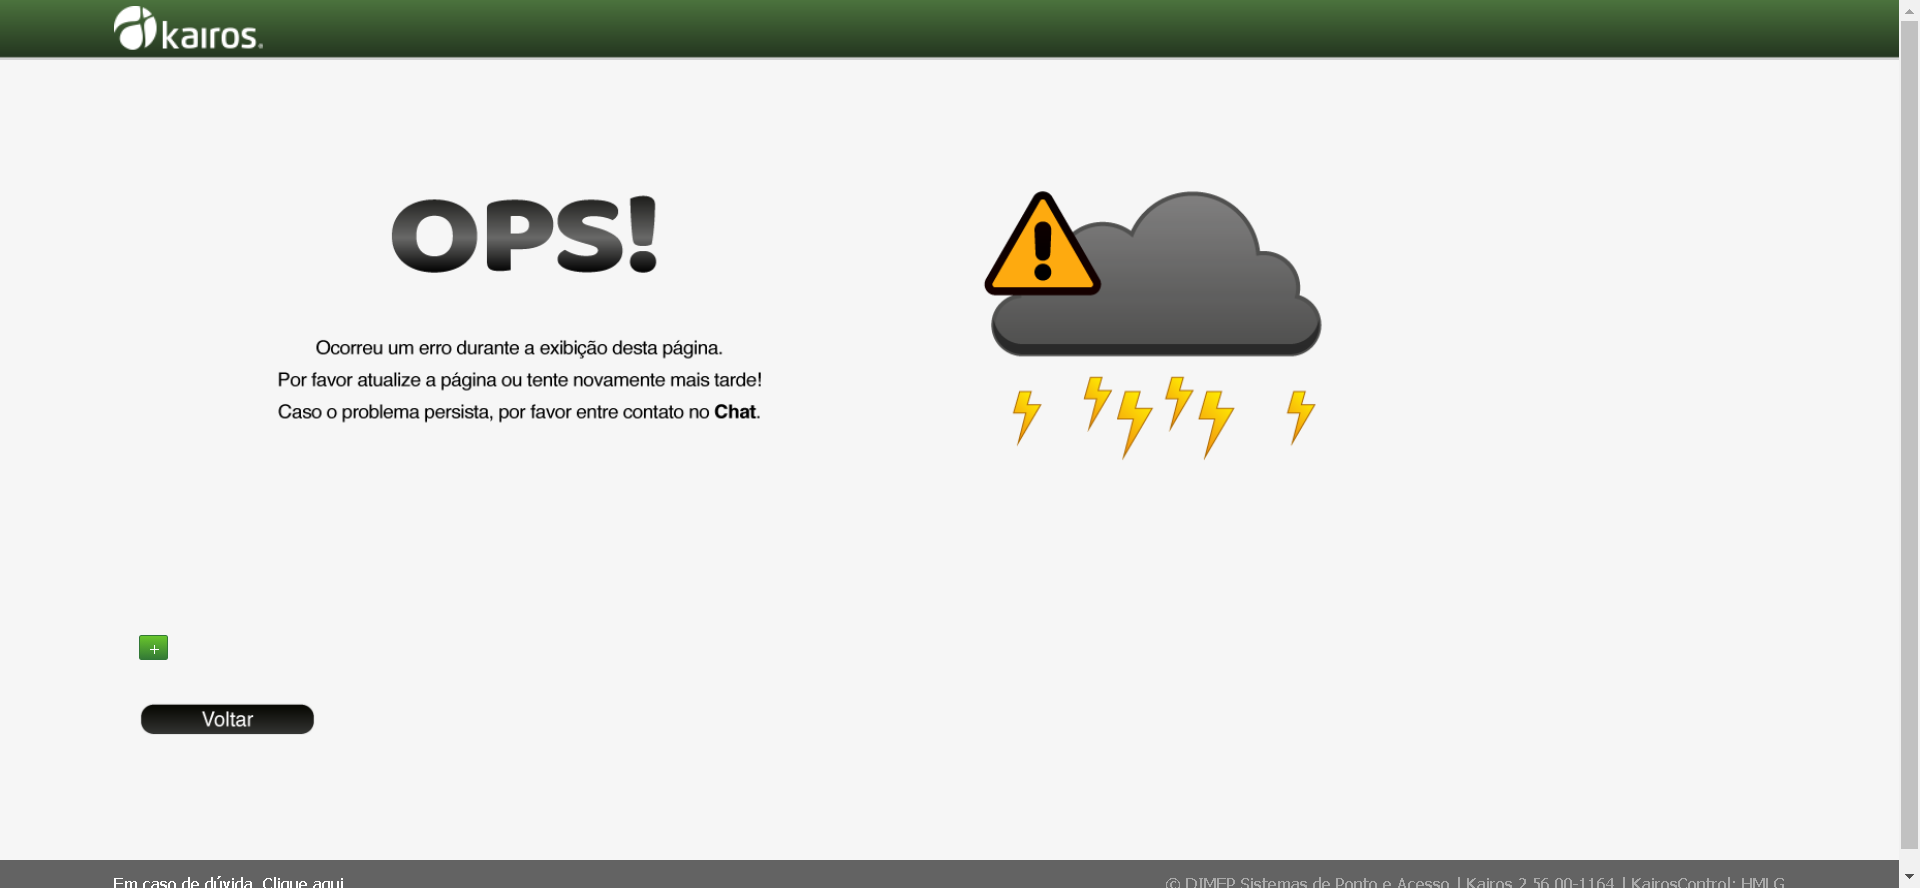 kairos.
OPS!
Ocorreu um erro durante a exibição desta página.
Por favor atualize a página ou tente novamente mais tarde!
Caso o problema persista, por favor entre contato no Chat.
+
Voltar
Em caso de dúvida, Clique aqui
© DIMEP Sistemas de Ponto e Acesso | Kairos 2.56.00-1164 | KairosControl: HMLG